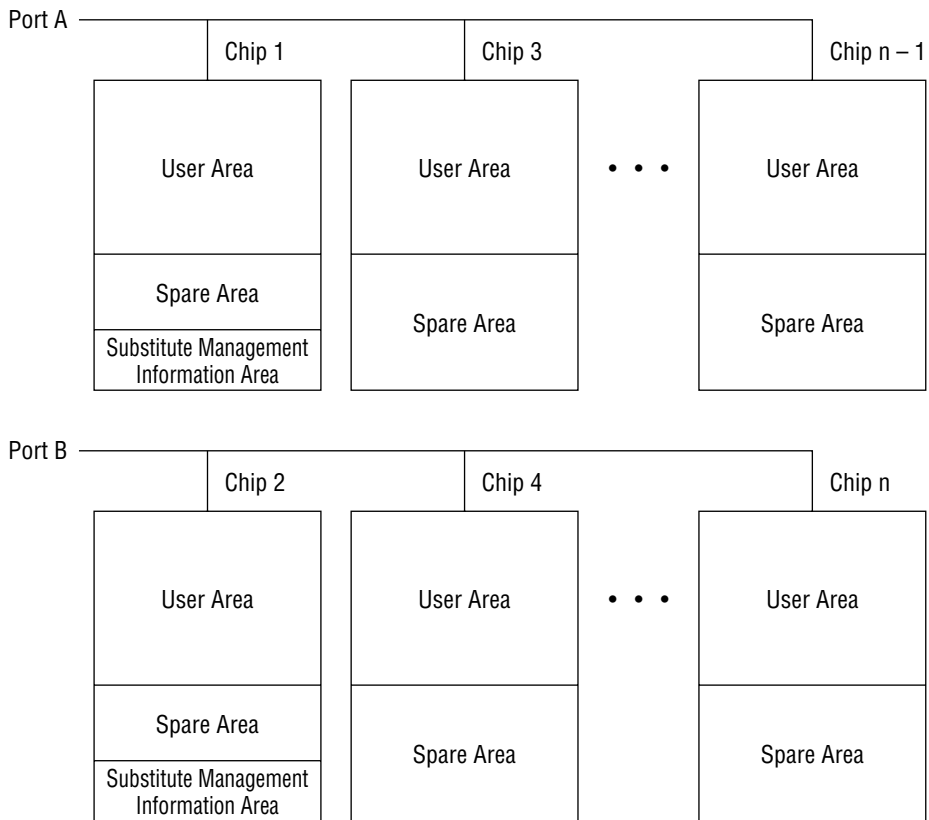 Port A
Chip 1
Chip 3
Chip n – 1
User Area
User Area
• • •
User Area
Spare Area
Spare Area
Spare Area
Substitute Management
Information Area
Port B
Chip 2
Chip 4
Chip n
User Area
User Area
• • •
User Area
Spare Area
Spare Area
Spare Area
Substitute Management
Information Area